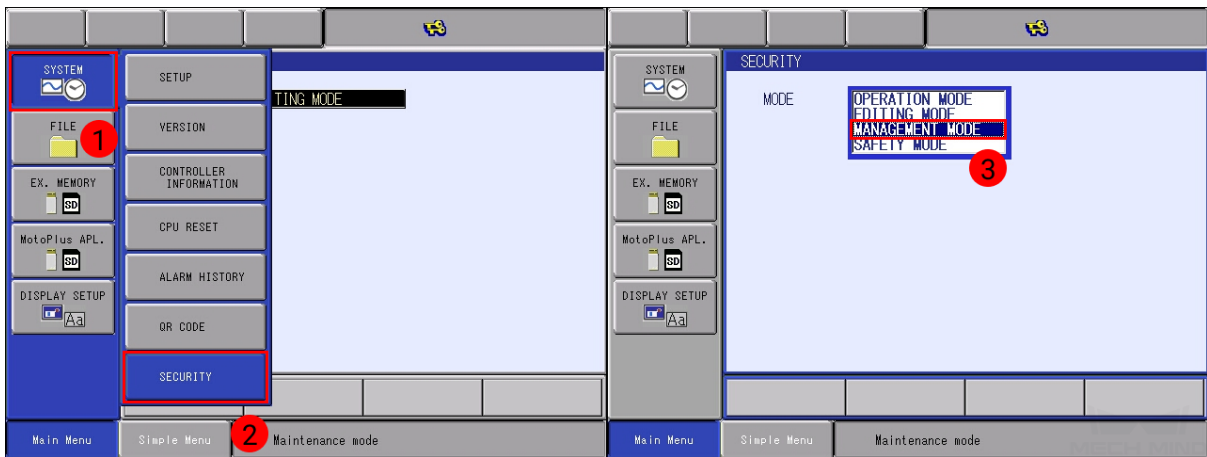 SYSTEM
FILE
1
EX. MEMORY
SD
MotoPlus APL.
SD
DISPLAY SETUP
Aa
SETUP
VERSION
CONTROLLER
INFORMATION
CPU RESET
ALARM HISTORY
QR CODE
SECURITY
2
TING MODE
Main Menu
Simple Menu
Maintenance mode
SYSTEM
FILE
EX. MEMORY
SD
MotoPlus APL.
SD
DISPLAY SETUP
Aa
SECURITY
MODE
OPERATION MODE
EDITING MODE
MANAGEMENT MODE
SAFETY MODE
3
Main Menu
Simple Menu
Maintenance mode
MECH MIND